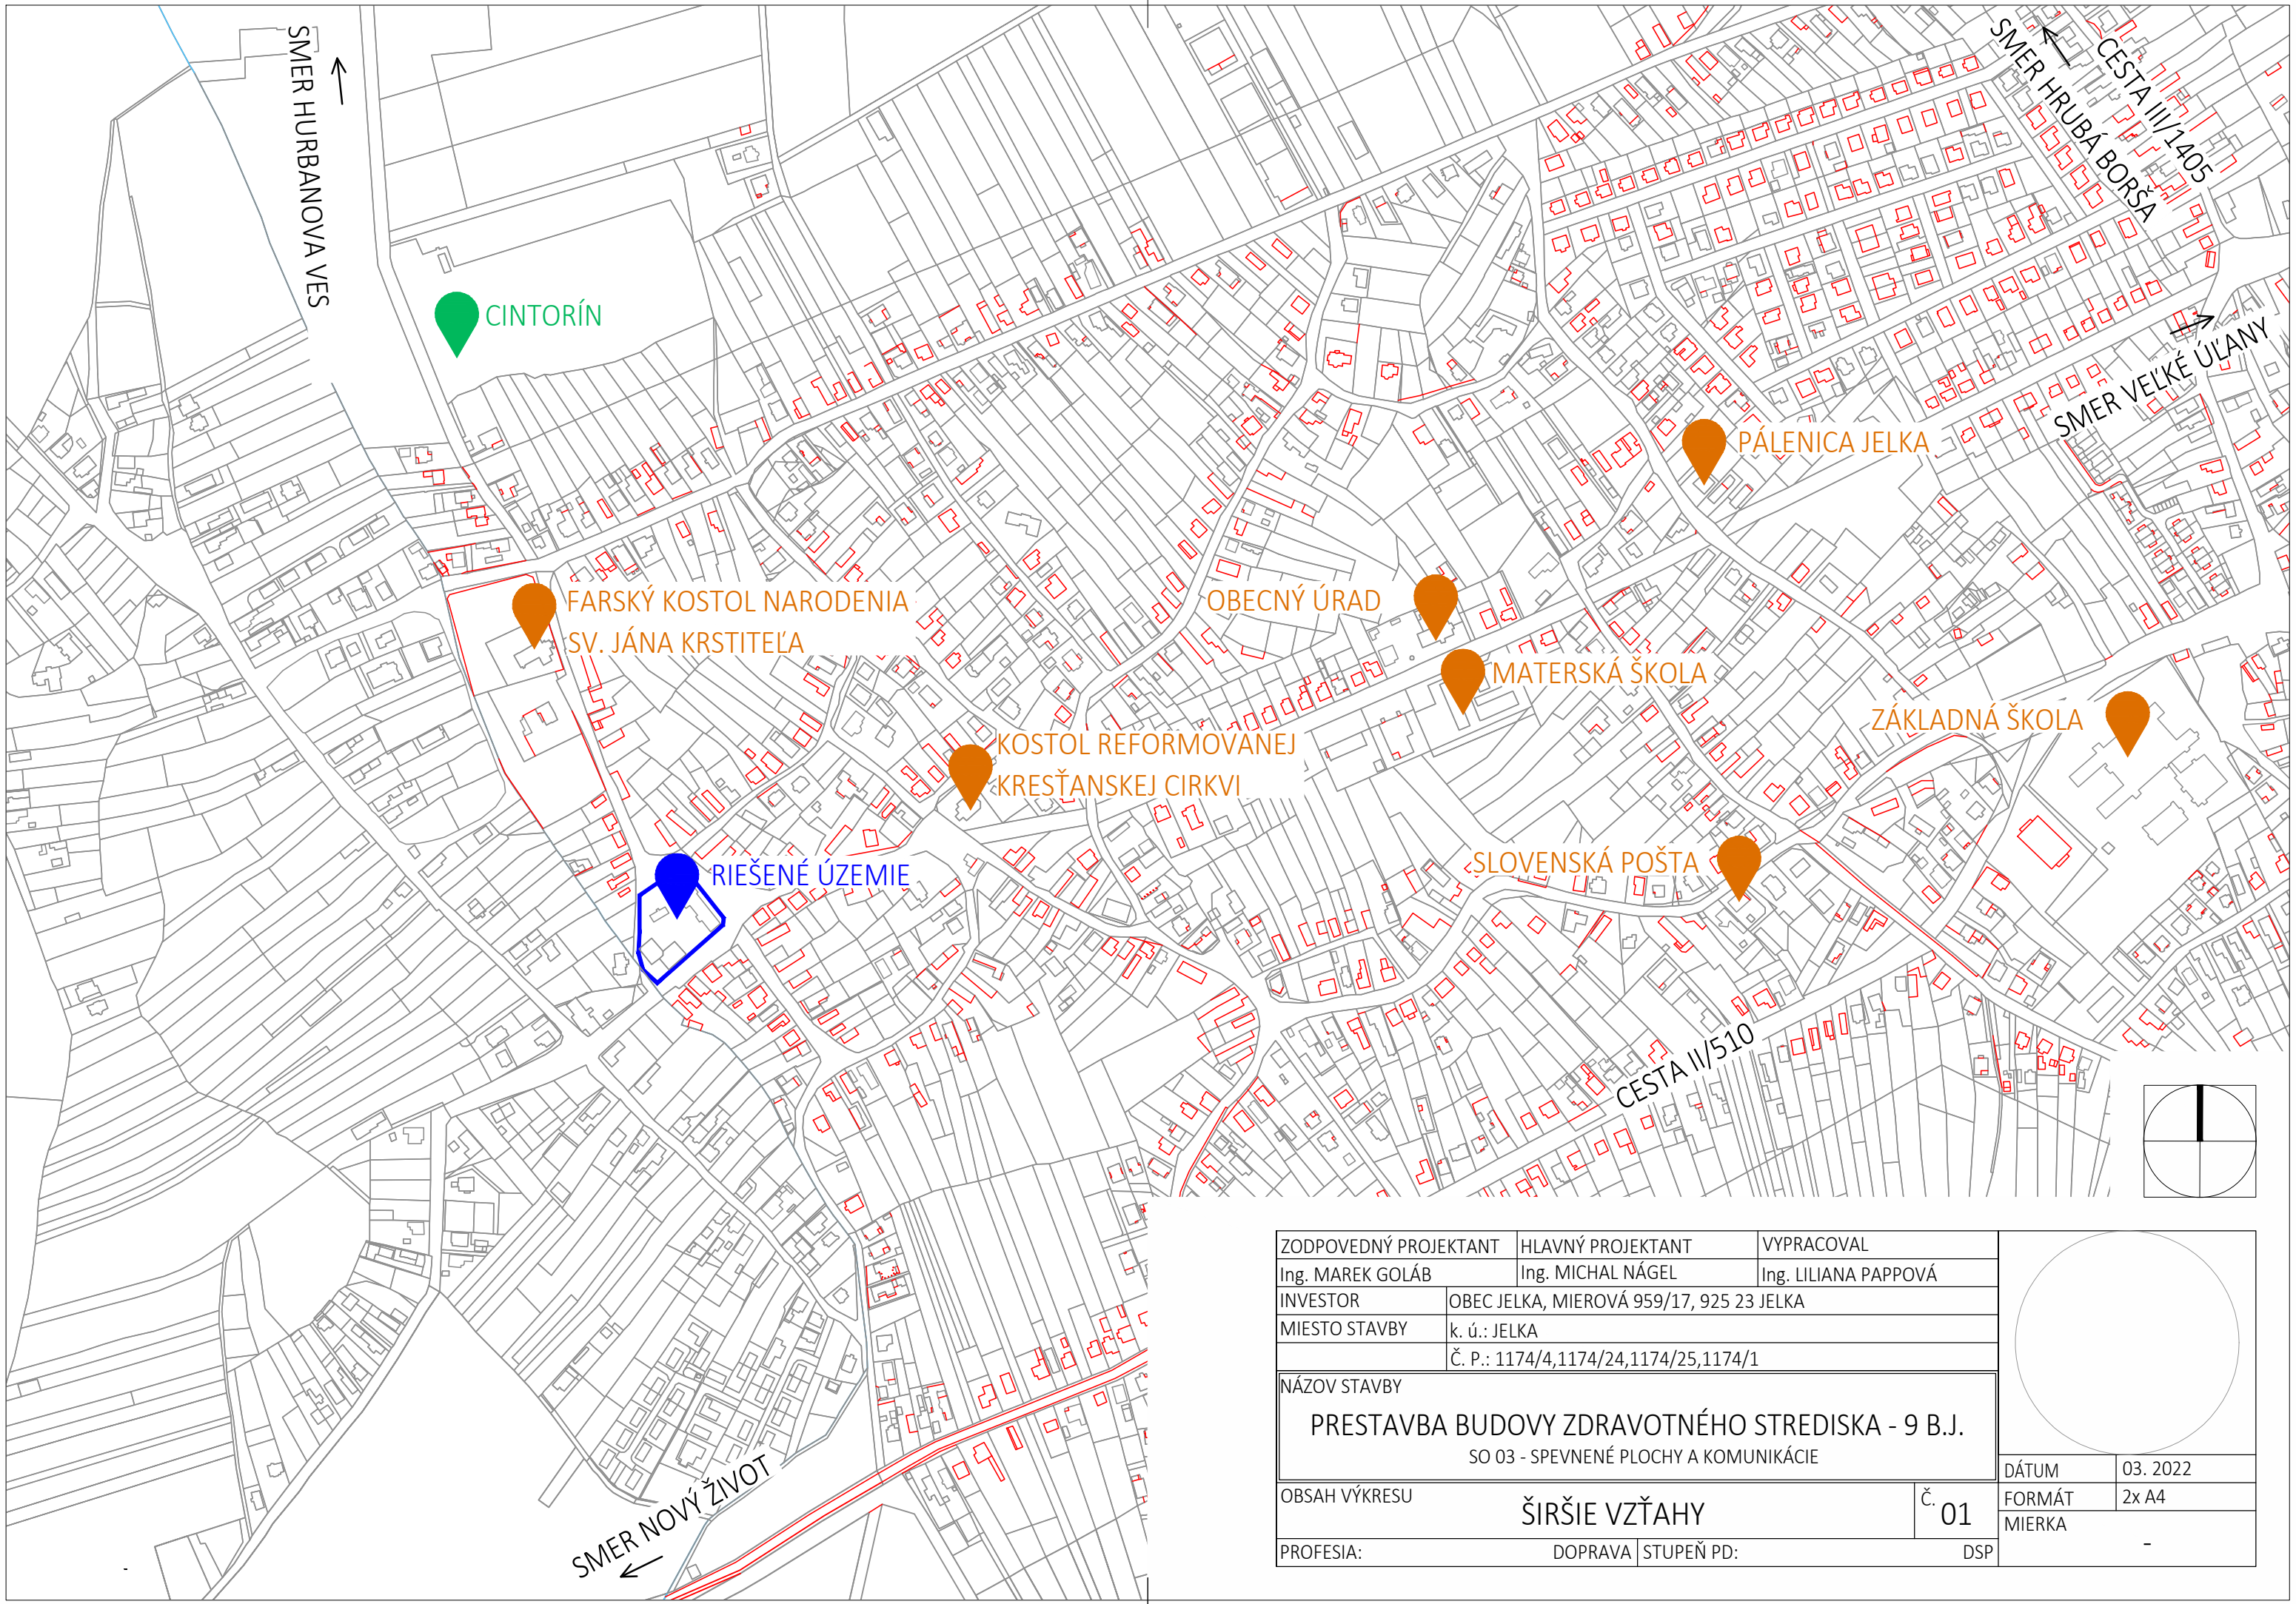 SMER HURBANOVA VES
SMER HRUBÁ BORŠA
CESTA III/1405
CINTORÍN
SMER VEĽKÉ ÚĽANY
PÁLENICA JELKA
FARSKÝ KOSTOL NARODENIA
SV. JÁNA KRSTITEĽA
OBECNÝ ÚRAD
MATERSKÁ ŠKOLA
ZÁKLADNÁ ŠKOLA
KOSTOL REFORMOVANEJ
KRESŤANSKEJ CIRKVI
SLOVENSKÁ POŠTA
RIEŠENÉ ÚZEMIE
CESTA II/510
SMER NOVÝ ŽIVOT
ZODPOVEDNÝ PROJEKTANT HLAVNÝ PROJEKTANT VYPRACOVAL
Ing. MAREK GOLÁB Ing. MICHAL NÁGEL Ing. LILIANA PAPPOVÁ
INVESTOR OBEC JELKA, MIEROVÁ 959/17, 925 23 JELKA
MIESTO STAVBY k. ú.: JELKA
Č. P.: 1174/4,1174/24,1174/25,1174/1
NÁZOV STAVBY
PRESTAVBA BUDOVY ZDRAVOTNÉHO STREDISKA - 9 B.J.
SO 03 - SPEVNENÉ PLOCHY A KOMUNIKÁCIE
DÁTUM 03. 2022
OBSAH VÝKRESU ŠIRŠIE VZŤAHY Č. 01
FORMÁT 2x A4
MIERKA -
PROFESIA: DOPRAVA STUPEŇ PD: DSP